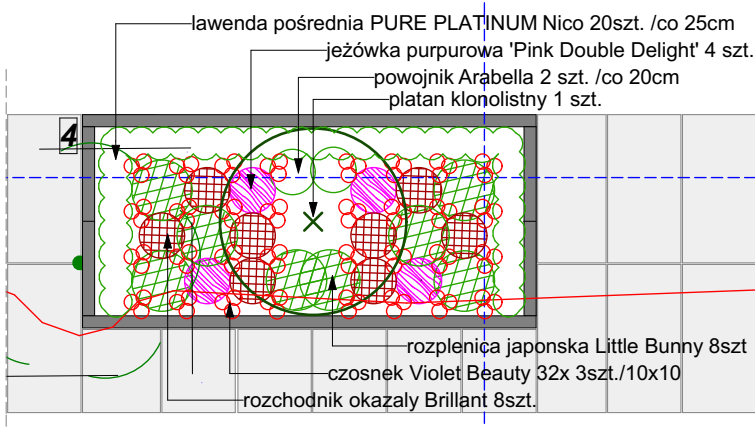 lawenda pośrednia PURE PLATINUM Nico 20szt. /co 25cm
jeżówka purpurowa 'Pink Double Delight' 4 szt.
powojnik Arabella 2 szt. /co 20cm
platan klonolistny 1 szt.
4
rozplenica japonska Little Bunny 8szt
czosnek Violet Beauty 32x 3szt./10x10
rozchodnik okazaly Brillant 8szt.